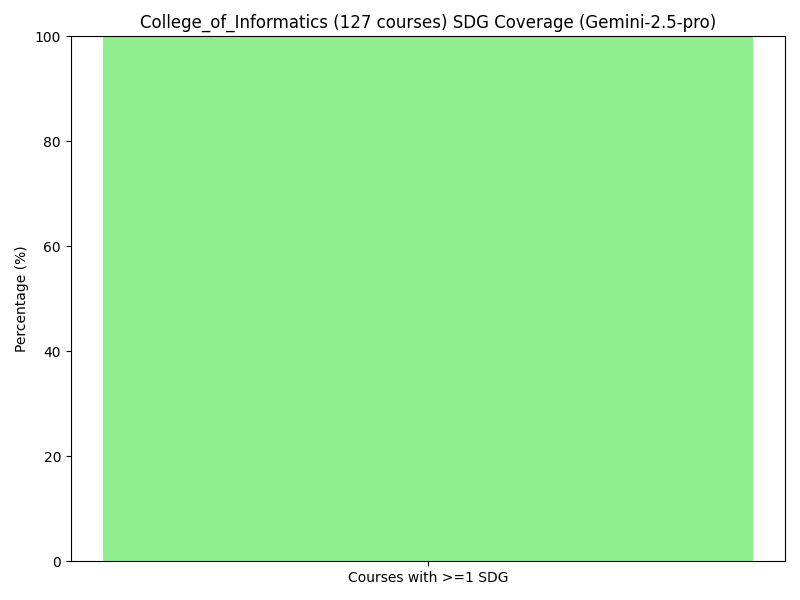 College_of_Informatics (127 courses) SDG Coverage (Gemini-2.5-pro)
100
80
60
40
20
0
Percentage (%)
Courses with >=1 SDG